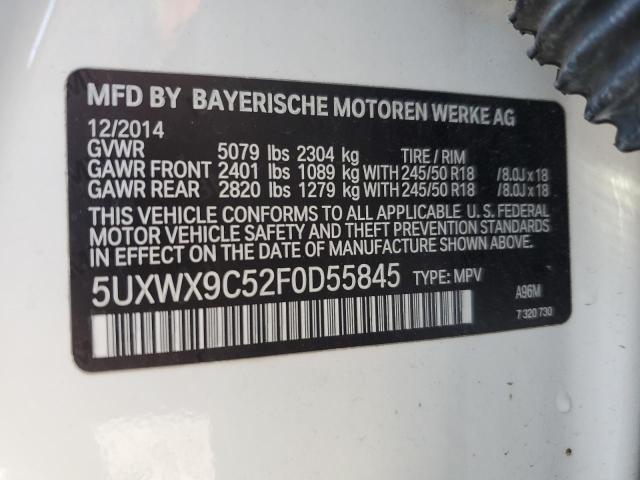 MFD BY BAYERISCHE MOTOREN WERKE AG
12/2014
GVWR 5079 lbs 2304 kg TIRE / RIM
GAWR FRONT 2401 lbs 1089 kg WITH 245/50 R18 /8.0J x 18
GAWR REAR 2820 lbs 1279 kg WITH 245/50 R18 /8.0J x 18
THIS VEHICLE CONFORMS TO ALL APPLICABLE U. S. FEDERAL
MOTOR VEHICLE SAFETY AND THEFT PREVENTION STANDARDS
IN EFFECT ON THE DATE OF MANUFACTURE SHOWN ABOVE.
5UXWX9C52F0D55845 TYPE: MPV A96M
7 320 730